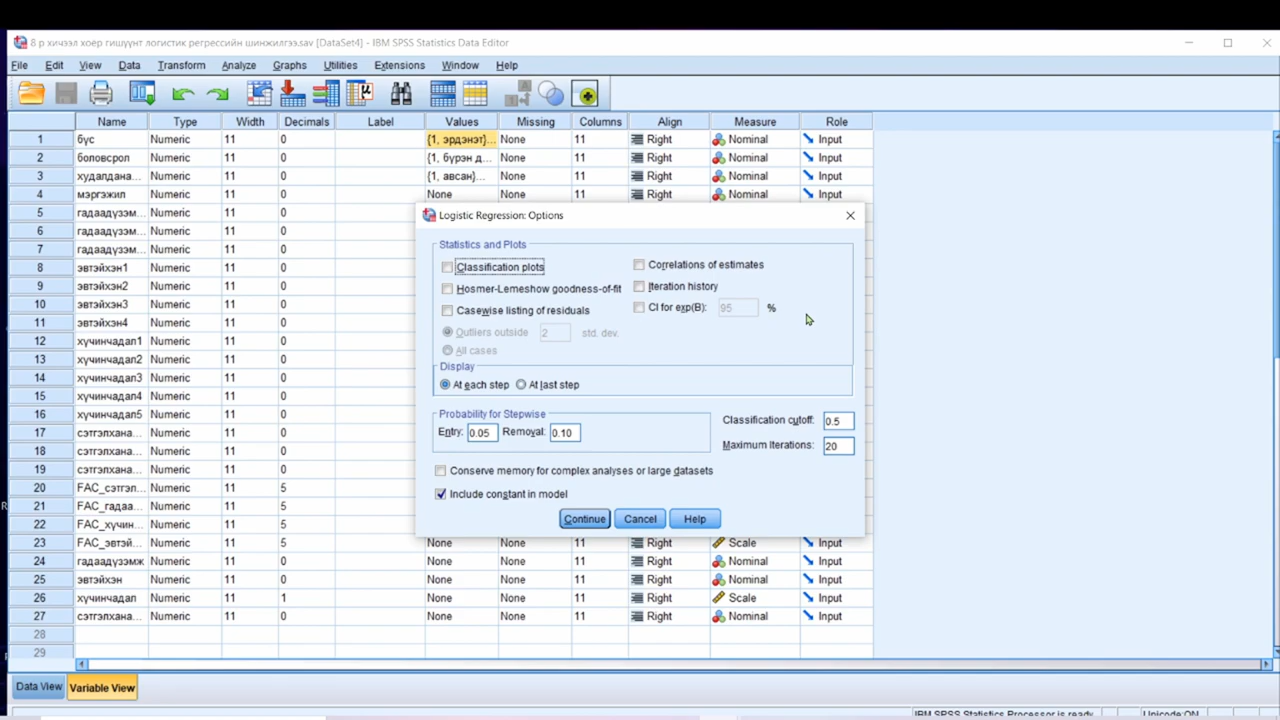 8 р хичээл хоёр гишүүнт логистик регрессийн шинжилгээ.sav [DataSet4] - IBM SPSS Statistics Data Editor
File Edit View Data Transform Analyze Graphs Utilities Extensions Window Help
Name Type Width Decimals Label Values Missing Columns Align Measure Role
1 бүс Numeric 11 0 {1, эрдэнэт}... None 11 Right Nominal Input
2 боловсрол Numeric 11 0 {1, бүрэн д... None 11 Right Nominal Input
3 худалдана... Numeric 11 0 {1, авсан}... None 11 Right Nominal Input
4 мэргэжил Numeric 11 0 None None 11 Right Nominal Input
5 гадаадүзэм... Numeric 11 0
6 гадаадүзэм... Numeric 11 0
7 гадаадүзэм... Numeric 11 0
8 эвтэйхэн1 Numeric 11 0
9 эвтэйхэн2 Numeric 11 0
10 эвтэйхэн3 Numeric 11 0
11 эвтэйхэн4 Numeric 11 0
12 хүчинчадал1 Numeric 11 0
13 хүчинчадал2 Numeric 11 0
14 хүчинчадал3 Numeric 11 0
15 хүчинчадал4 Numeric 11 0
16 хүчинчадал5 Numeric 11 0
17 сэтгэлхана... Numeric 11 0
18 сэтгэлхана... Numeric 11 0
19 сэтгэлхана... Numeric 11 0
20 FAC_сэтгэл... Numeric 11 5
21 FAC_гадаа... Numeric 11 5
22 FAC_хүчин... Numeric 11 5
23 FAC_эвтэй... Numeric 11 5 None None 11 Right Scale Input
24 гадаадүзэмж Numeric 11 0 None None 11 Right Nominal Input
25 эвтэйхэн Numeric 11 0 None None 11 Right Nominal Input
26 хүчинчадал Numeric 11 1 None None 11 Right Scale Input
27 сэтгэлхана... Numeric 11 0 None None 11 Right Nominal Input
28
29
Logistic Regression: Options
Statistics and Plots
Classification plots
Correlations of estimates
Hosmer-Lemeshow goodness-of-fit
Iteration history
Casewise listing of residuals
CI for exp(B): 95 %
Outliers outside 2 std. dev.
All cases
Display
At each step At last step
Probability for Stepwise
Entry: 0.05 Removal: 0.10
Classification cutoff: 0.5
Maximum Iterations: 20
Conserve memory for complex analyses or large datasets
Include constant in model
Continue Cancel Help
Data View Variable View
IBM SPSS Statistics Processor is ready Unicode:ON